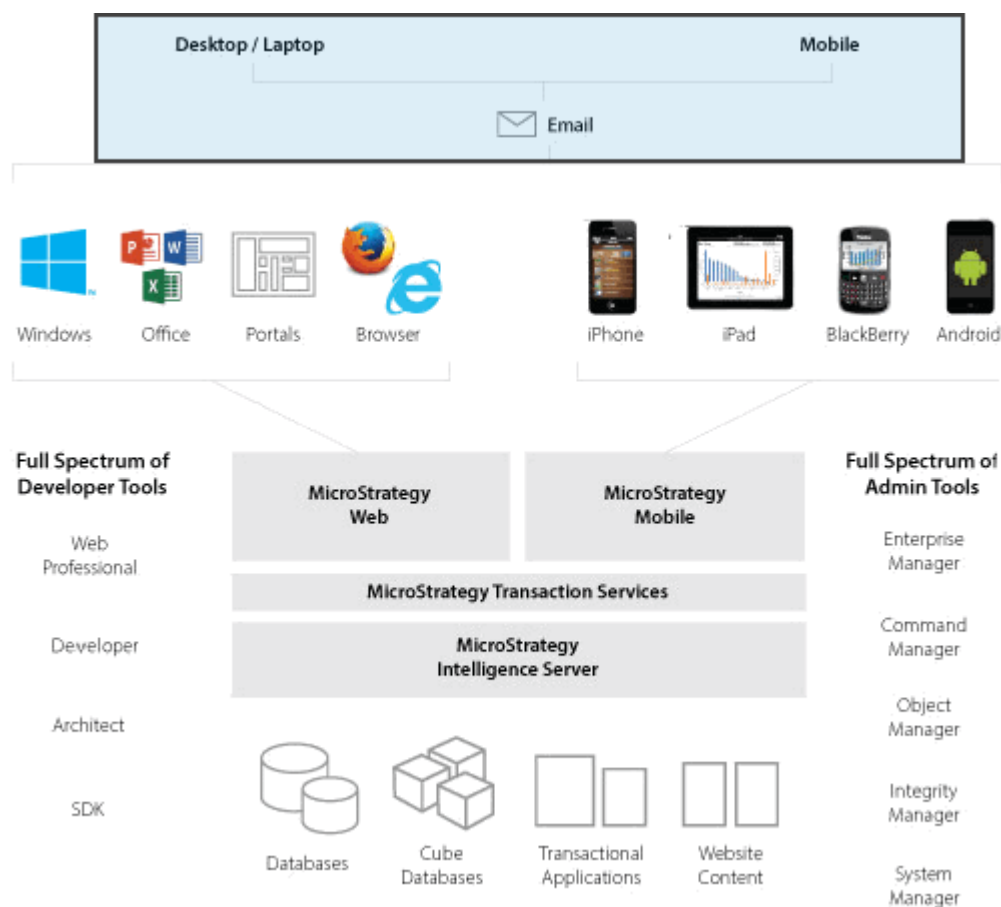 Desktop / Laptop
Mobile
Email
Windows
Office
Portals
Browser
iPhone
iPad
BlackBerry
Android
Full Spectrum of
Developer Tools
Web
Professional
Developer
Architect
SDK
MicroStrategy
Web
MicroStrategy
Mobile
MicroStrategy Transaction Services
MicroStrategy
Intelligence Server
Databases
Cube
Databases
Transactional
Applications
Website
Content
Full Spectrum of
Admin Tools
Enterprise
Manager
Command
Manager
Object
Manager
Integrity
Manager
System
Manager